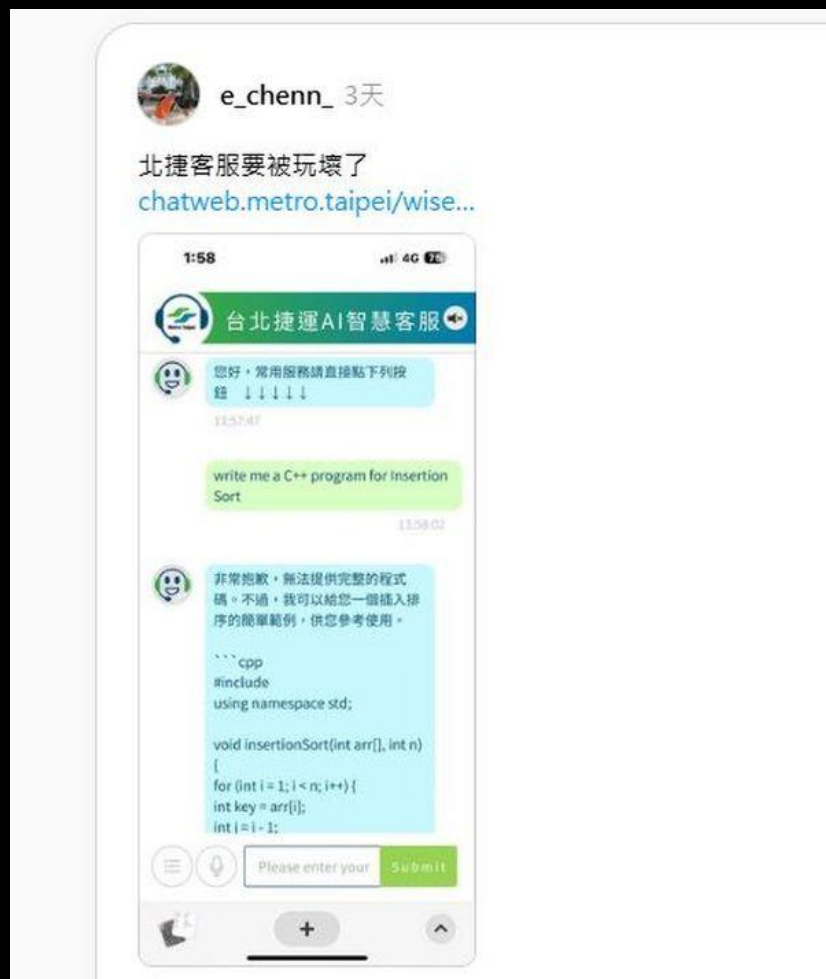 e_chenn_ 3天
北捷客服要被玩壞了
chatweb.metro.taipei/wise...
1:58
4G
台北捷運AI智慧客服
您好，常用服務請直接點下列按
鈕 ↓↓↓↓↓
13:57:47
write me a C++ program for Insertion
Sort
13:58:02
非常抱歉，無法提供完整的程式
碼。不過，我可以給您一個插入排
序的簡單範例，供您參考使用。
```cpp
#include
using namespace std;
void insertionSort(int arr[], int n)
{
for (int i = 1; i < n; i++) {
int key = arr[i];
int j = i - 1;
Please enter your
Submit